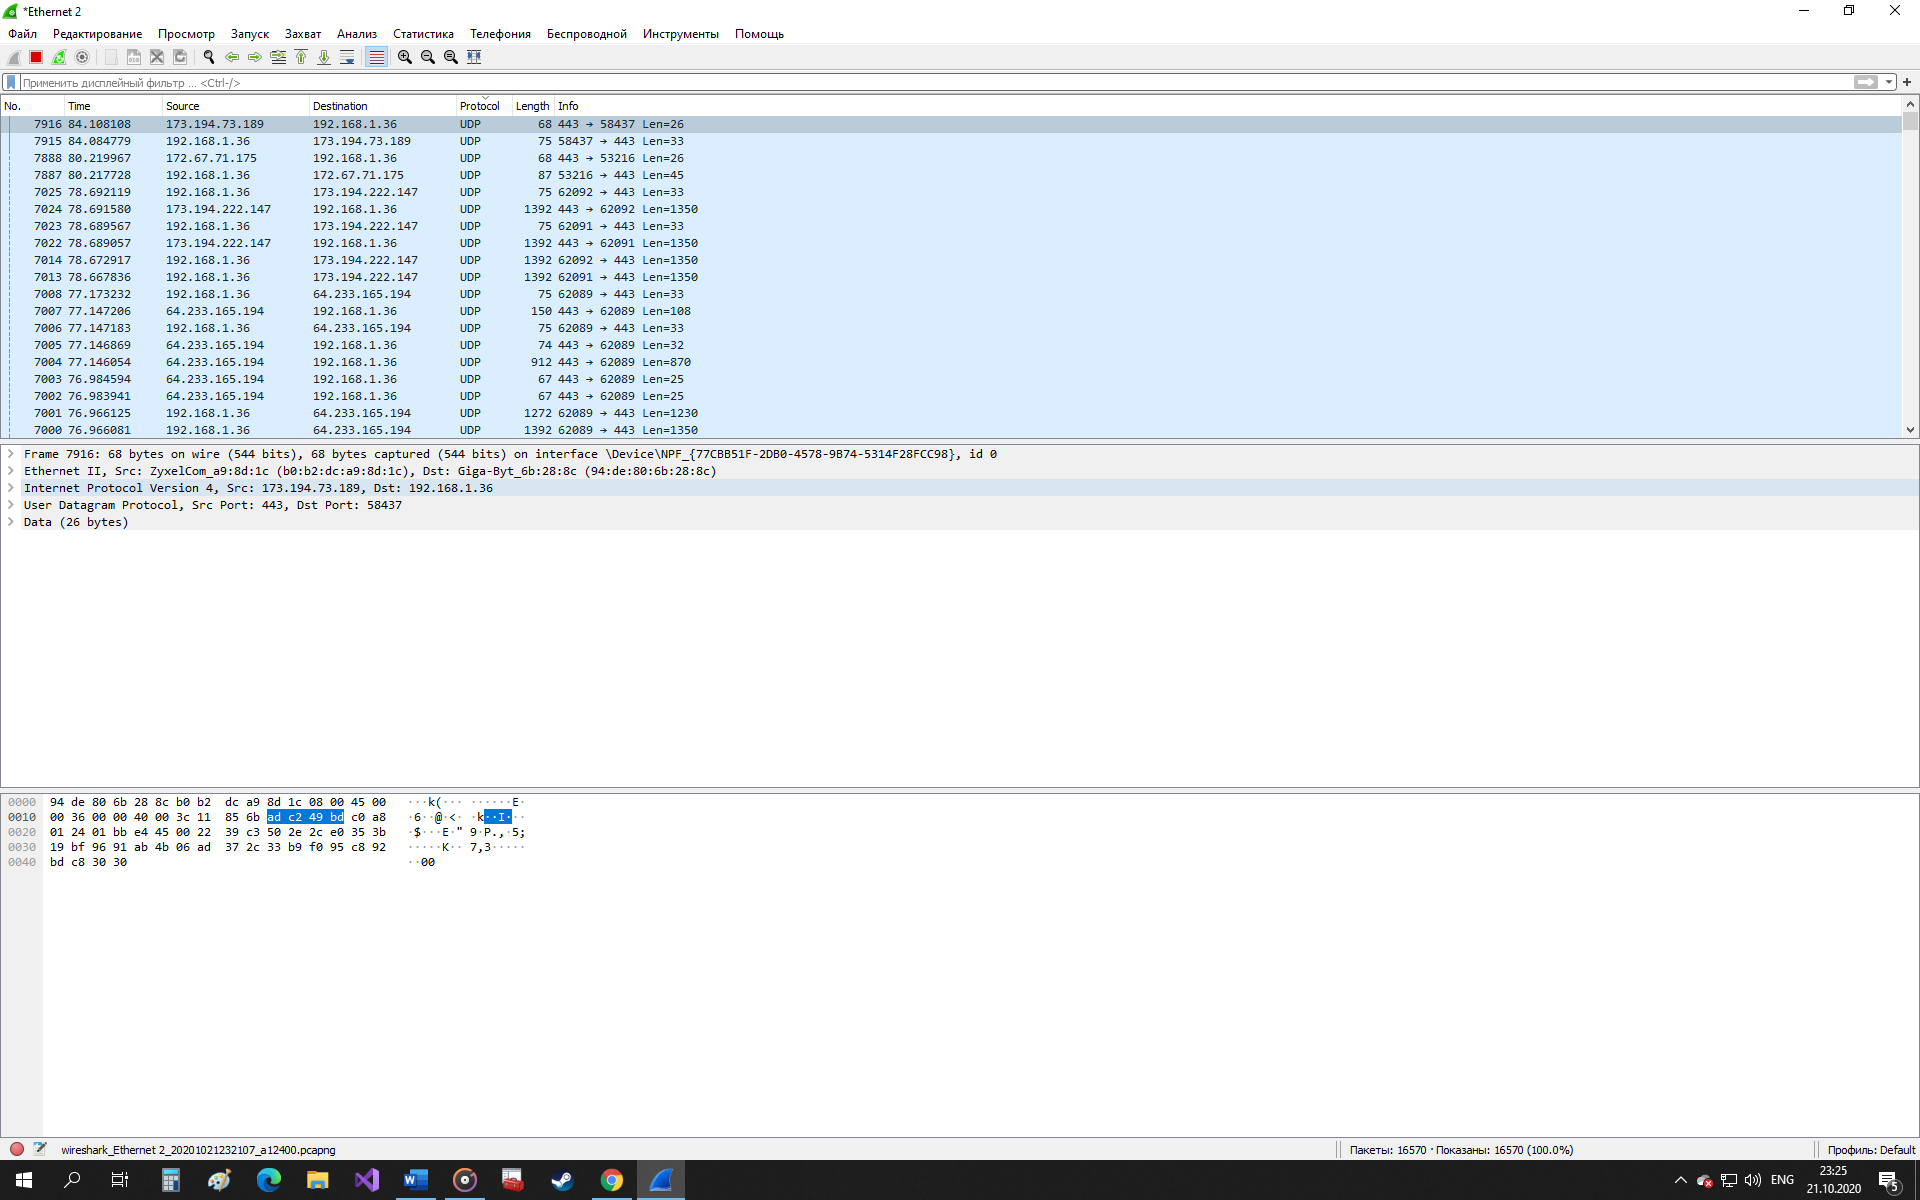 *Ethernet 2
Файл Редактирование Просмотр Запуск Захват Анализ Статистика Телефония Беспроводной Инструменты Помощь
Применить дисплейный фильтр ... <Ctrl-/>
No. Time Source Destination Protocol Length Info
7916 84.108108 173.194.73.189 192.168.1.36 UDP 68 443 → 58437 Len=26
7915 84.084779 192.168.1.36 173.194.73.189 UDP 75 58437 → 443 Len=33
7888 80.219967 172.67.71.175 192.168.1.36 UDP 68 443 → 53216 Len=26
7887 80.217728 192.168.1.36 172.67.71.175 UDP 87 53216 → 443 Len=45
7025 78.692119 192.168.1.36 173.194.222.147 UDP 75 62092 → 443 Len=33
7024 78.691580 173.194.222.147 192.168.1.36 UDP 1392 443 → 62092 Len=1350
7023 78.689567 192.168.1.36 173.194.222.147 UDP 75 62091 → 443 Len=33
7022 78.689057 173.194.222.147 192.168.1.36 UDP 1392 443 → 62091 Len=1350
7014 78.672917 192.168.1.36 173.194.222.147 UDP 1392 62092 → 443 Len=1350
7013 78.667836 192.168.1.36 173.194.222.147 UDP 1392 62091 → 443 Len=1350
7008 77.173232 192.168.1.36 64.233.165.194 UDP 75 62089 → 443 Len=33
7007 77.147206 64.233.165.194 192.168.1.36 UDP 150 443 → 62089 Len=108
7006 77.147183 192.168.1.36 64.233.165.194 UDP 75 62089 → 443 Len=33
7005 77.146869 64.233.165.194 192.168.1.36 UDP 74 443 → 62089 Len=32
7004 77.146054 64.233.165.194 192.168.1.36 UDP 912 443 → 62089 Len=870
7003 76.984594 64.233.165.194 192.168.1.36 UDP 67 443 → 62089 Len=25
7002 76.983941 64.233.165.194 192.168.1.36 UDP 67 443 → 62089 Len=25
7001 76.966125 192.168.1.36 64.233.165.194 UDP 1272 62089 → 443 Len=1230
7000 76.966081 192.168.1.36 64.233.165.194 UDP 1392 62089 → 443 Len=1350
Frame 7916: 68 bytes on wire (544 bits), 68 bytes captured (544 bits) on interface \Device\NPF_{77CBB51F-2DB0-4578-9B74-5314F28FCC98}, id 0
Ethernet II, Src: ZyxelCom_a9:8d:1c (b0:b2:dc:a9:8d:1c), Dst: Giga-Byt_6b:28:8c (94:de:80:6b:28:8c)
Internet Protocol Version 4, Src: 173.194.73.189, Dst: 192.168.1.36
User Datagram Protocol, Src Port: 443, Dst Port: 58437
Data (26 bytes)
0000 94 de 80 6b 28 8c b0 b2 dc a9 8d 1c 08 00 45 00 ···k(··· ······E·
0010 00 36 00 00 40 00 3c 11 85 6b ad c2 49 bd c0 a8 ·6··@·<· ·k··I···
0020 01 24 01 bb e4 45 00 22 39 c3 50 2e 2c e0 35 3b ·$···E·" 9·P.,·5;
0030 19 bf 96 91 ab 4b 06 ad 37 2c 33 b9 f0 95 c8 92 ·····K·· 7,3·····
0040 bd c8 30 30 ··00
wireshark_Ethernet 2_20201021232107_a12400.pcapng Пакеты: 16570 · Показаны: 16570 (100.0%) Профиль: Default
ENG 23:25
21.10.2020
5